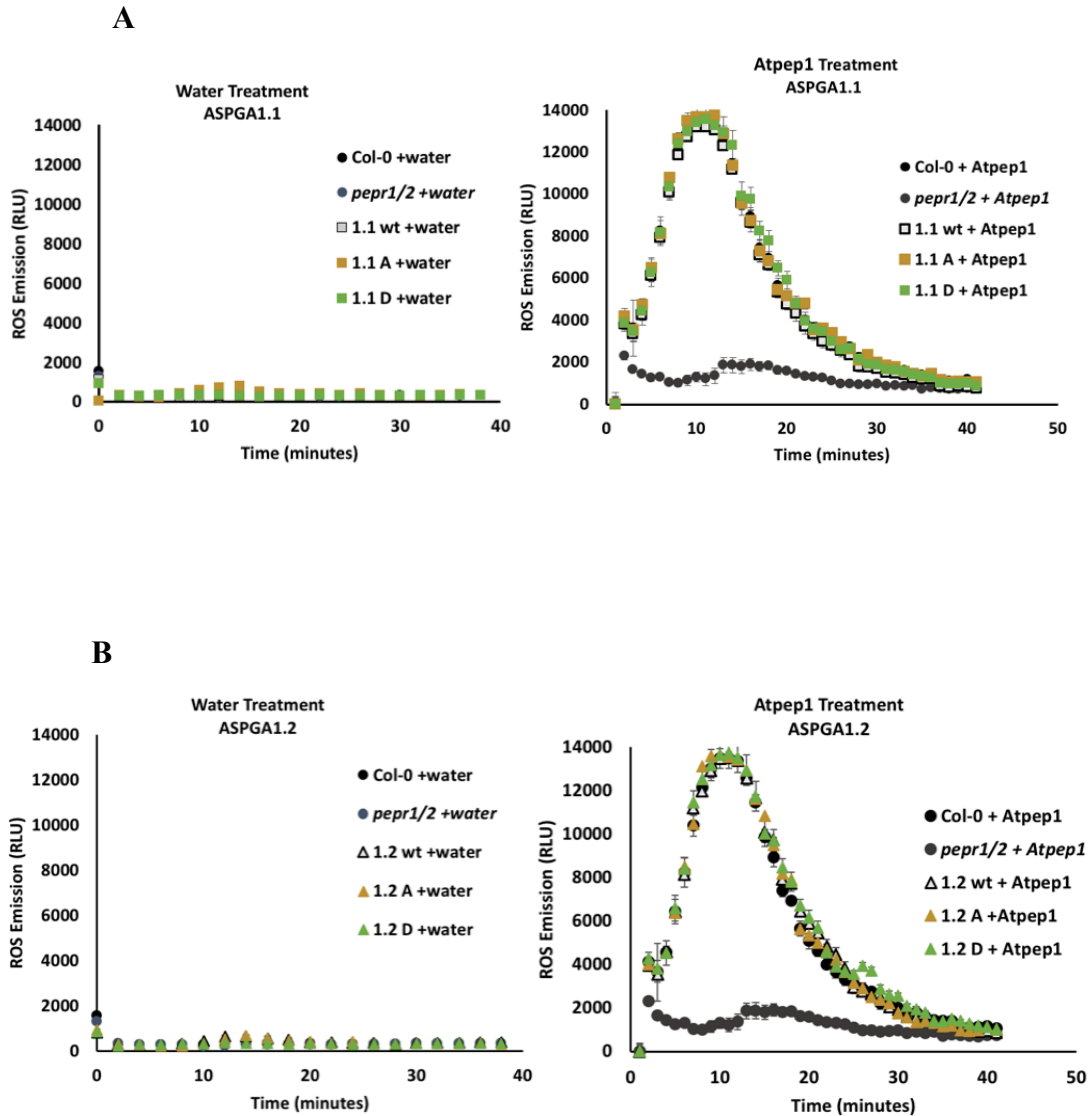 A
Water Treatment
ASPGA1.1
14000
12000
10000
8000
6000
4000
2000
0
ROS Emission (RLU)
Col-0 +water
pepr1/2 +water
1.1 wt +water
1.1 A +water
1.1 D +water
0 10 20 30 40
Time (minutes)
Atpep1 Treatment
ASPGA1.1
14000
12000
10000
8000
6000
4000
2000
0
ROS Emission (RLU)
Col-0 + Atpep1
pepr1/2 + Atpep1
1.1 wt + Atpep1
1.1 A + Atpep1
1.1 D + Atpep1
0 10 20 30 40 50
Time (minutes)
B
Water Treatment
ASPGA1.2
14000
12000
10000
8000
6000
4000
2000
0
ROS Emission (RLU)
Col-0 +water
pepr1/2 +water
1.2 wt +water
1.2 A +water
1.2 D +water
0 10 20 30 40
Time (minutes)
Atpep1 Treatment
ASPGA1.2
14000
12000
10000
8000
6000
4000
2000
0
ROS Emission (RLU)
Col-0 + Atpep1
pepr1/2 + Atpep1
1.2 wt + Atpep1
1.2 A +Atpep1
1.2 D + Atpep1
0 10 20 30 40 50
Time (minutes)